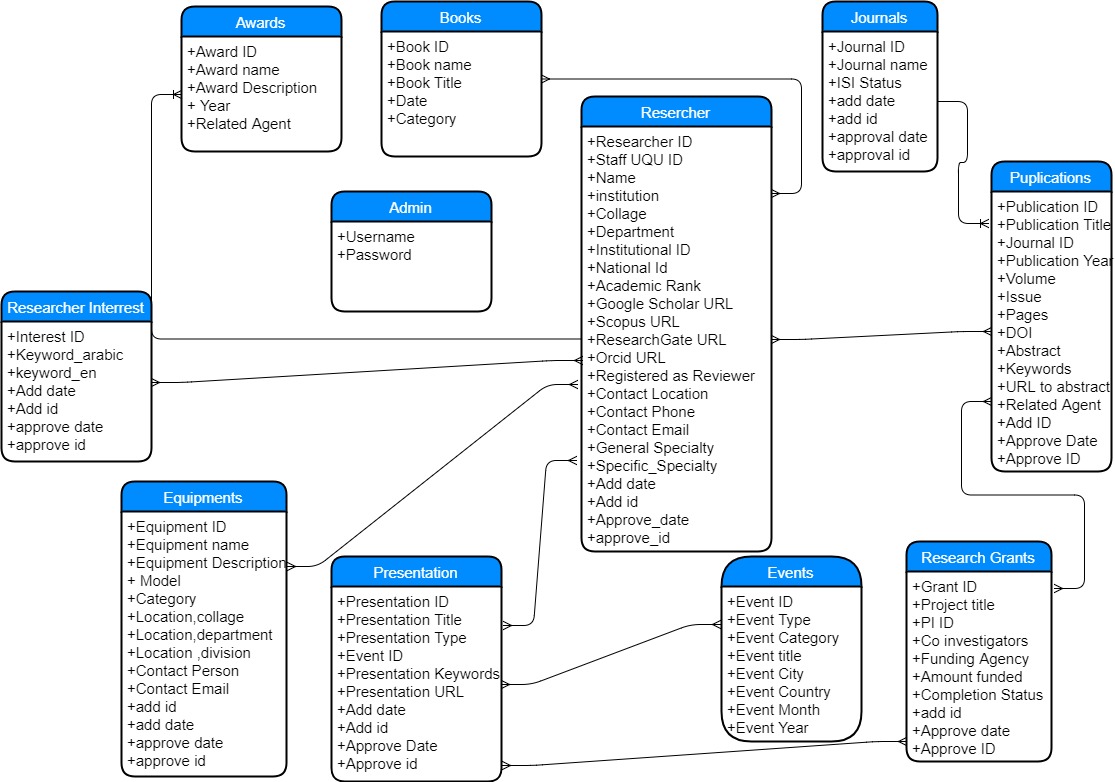 Awards
+Award ID
+Award name
+Award Description
+ Year
+Related Agent
Books
+Book ID
+Book name
+Book Title
+Date
+Category
Journals
+Journal ID
+Journal name
+ISI Status
+add date
+add id
+approval date
+approval id
Resercher
+Researcher ID
+Staff UQU ID
+Name
+institution
+Collage
+Department
+Institutional ID
+National Id
+Academic Rank
+Google Scholar URL
+Scopus URL
+ResearchGate URL
+Orcid URL
+Registered as Reviewer
+Contact Location
+Contact Phone
+Contact Email
+General Specialty
+Specific_Specialty
+Add date
+Add id
+Approve_date
+approve_id
Puplications
+Publication ID
+Publication Title
+Journal ID
+Publication Year
+Volume
+Issue
+Pages
+DOI
+Abstract
+Keywords
+URL to abstract
+Related Agent
+Add ID
+Approve Date
+Approve ID
Admin
+Username
+Password
Researcher Interrest
+Interest ID
+Keyword_arabic
+keyword_en
+Add date
+Add id
+approve date
+approve id
Equipments
+Equipment ID
+Equipment name
+Equipment Description
+ Model
+Category
+Location,collage
+Location,department
+Location ,division
+Contact Person
+Contact Email
+add id
+add date
+approve date
+approve id
Presentation
+Presentation ID
+Presentation Title
+Presentation Type
+Event ID
+Presentation Keywords
+Presentation URL
+Add date
+Add id
+Approve Date
+Approve id
Events
+Event ID
+Event Type
+Event Category
+Event title
+Event City
+Event Country
+Event Month
+Event Year
Research Grants
+Grant ID
+Project title
+PI ID
+Co investigators
+Funding Agency
+Amount funded
+Completion Status
+add id
+Approve date
+Approve ID